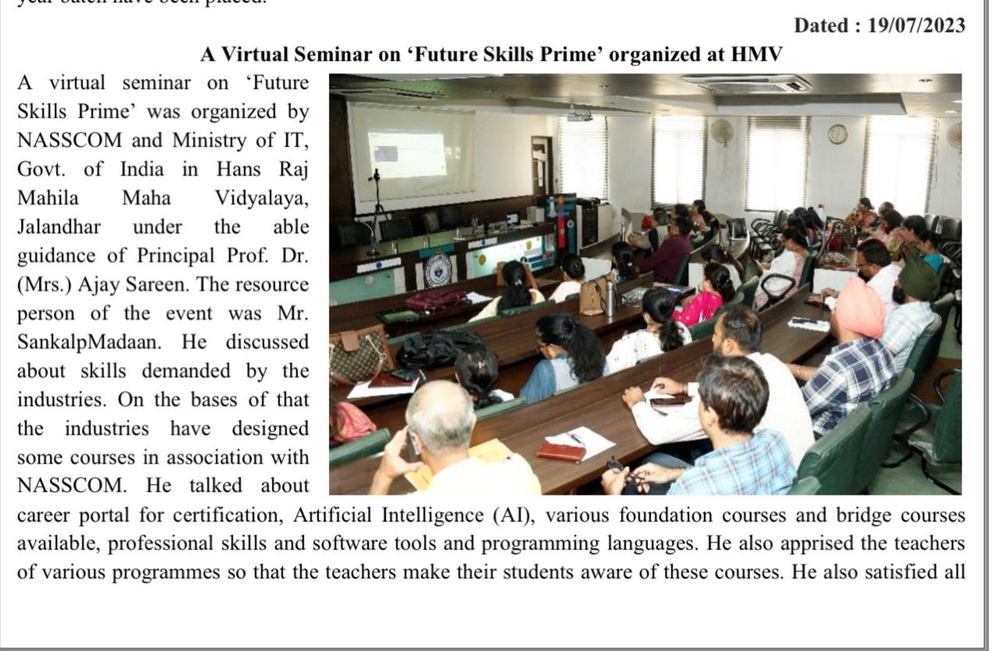 year batch have been placed.
Dated : 19/07/2023
A Virtual Seminar on ‘Future Skills Prime’ organized at HMV
A virtual seminar on ‘Future
Skills Prime’ was organized by
NASSCOM and Ministry of IT,
Govt. of India in Hans Raj
Mahila Maha Vidyalaya,
Jalandhar under the able
guidance of Principal Prof. Dr.
(Mrs.) Ajay Sareen. The resource
person of the event was Mr.
SankalpMadaan. He discussed
about skills demanded by the
industries. On the bases of that
the industries have designed
some courses in association with
NASSCOM. He talked about
career portal for certification, Artificial Intelligence (AI), various foundation courses and bridge courses
available, professional skills and software tools and programming languages. He also apprised the teachers
of various programmes so that the teachers make their students aware of these courses. He also satisfied all